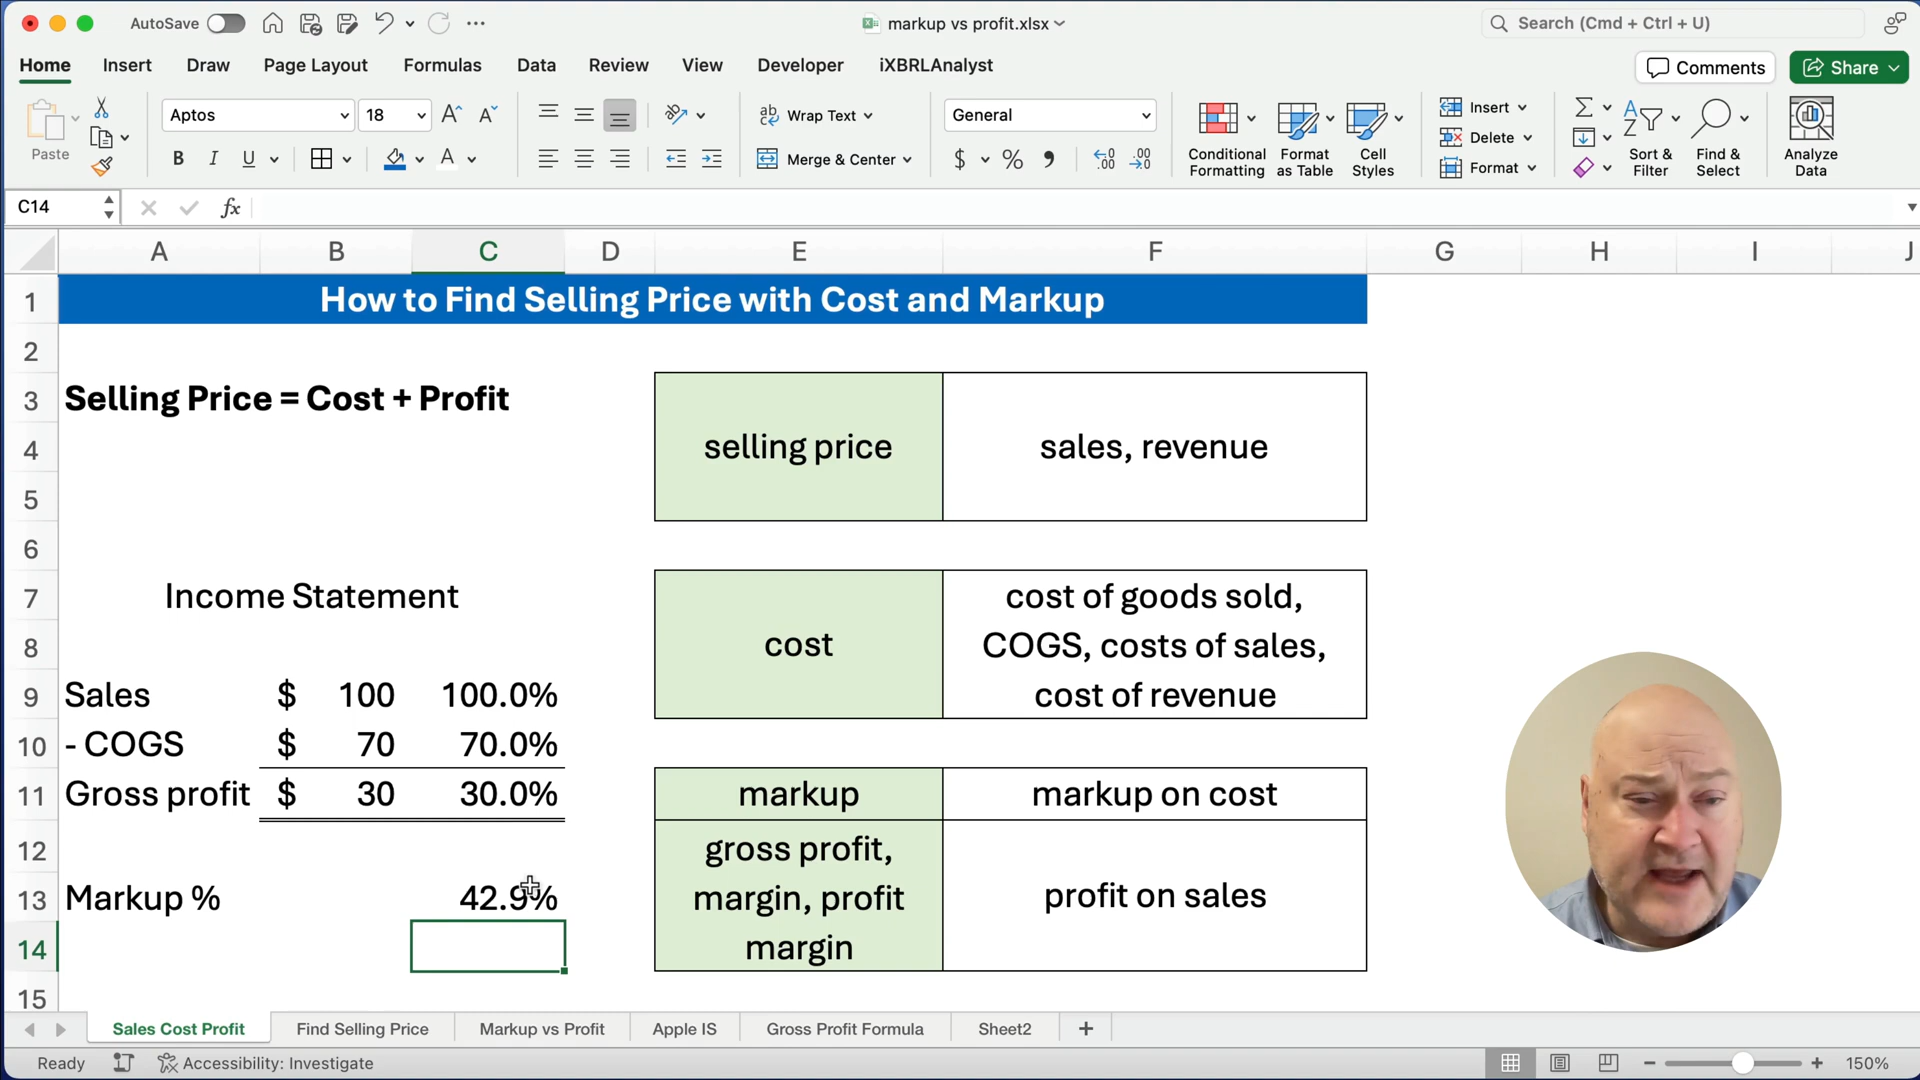 AutoSave
markup vs profit.xlsx
Search (Cmd + Ctrl + U)
Home Insert Draw Page Layout Formulas Data Review View Developer iXBRLAnalyst
Comments
Share
Paste
Aptos
18
B I U
Wrap Text
Merge & Center
General
$ %
Conditional
Formatting
Format
as Table
Cell
Styles
Insert
Delete
Format
Sort &
Filter
Find &
Select
Analyze
Data
C14
fx
A B C D E F G H I J
1 How to Find Selling Price with Cost and Markup
2
3 Selling Price = Cost + Profit
4 selling price sales, revenue
5
6
7 Income Statement cost of goods sold,
8 cost COGS, costs of sales,
9 Sales $ 100 100.0% cost of revenue
10 - COGS $ 70 70.0%
11 Gross profit $ 30 30.0% markup markup on cost
12 gross profit,
13 Markup % 42.9% margin, profit profit on sales
14 margin
15
Sales Cost Profit Find Selling Price Markup vs Profit Apple IS Gross Profit Formula Sheet2 +
Ready Accessibility: Investigate 150%